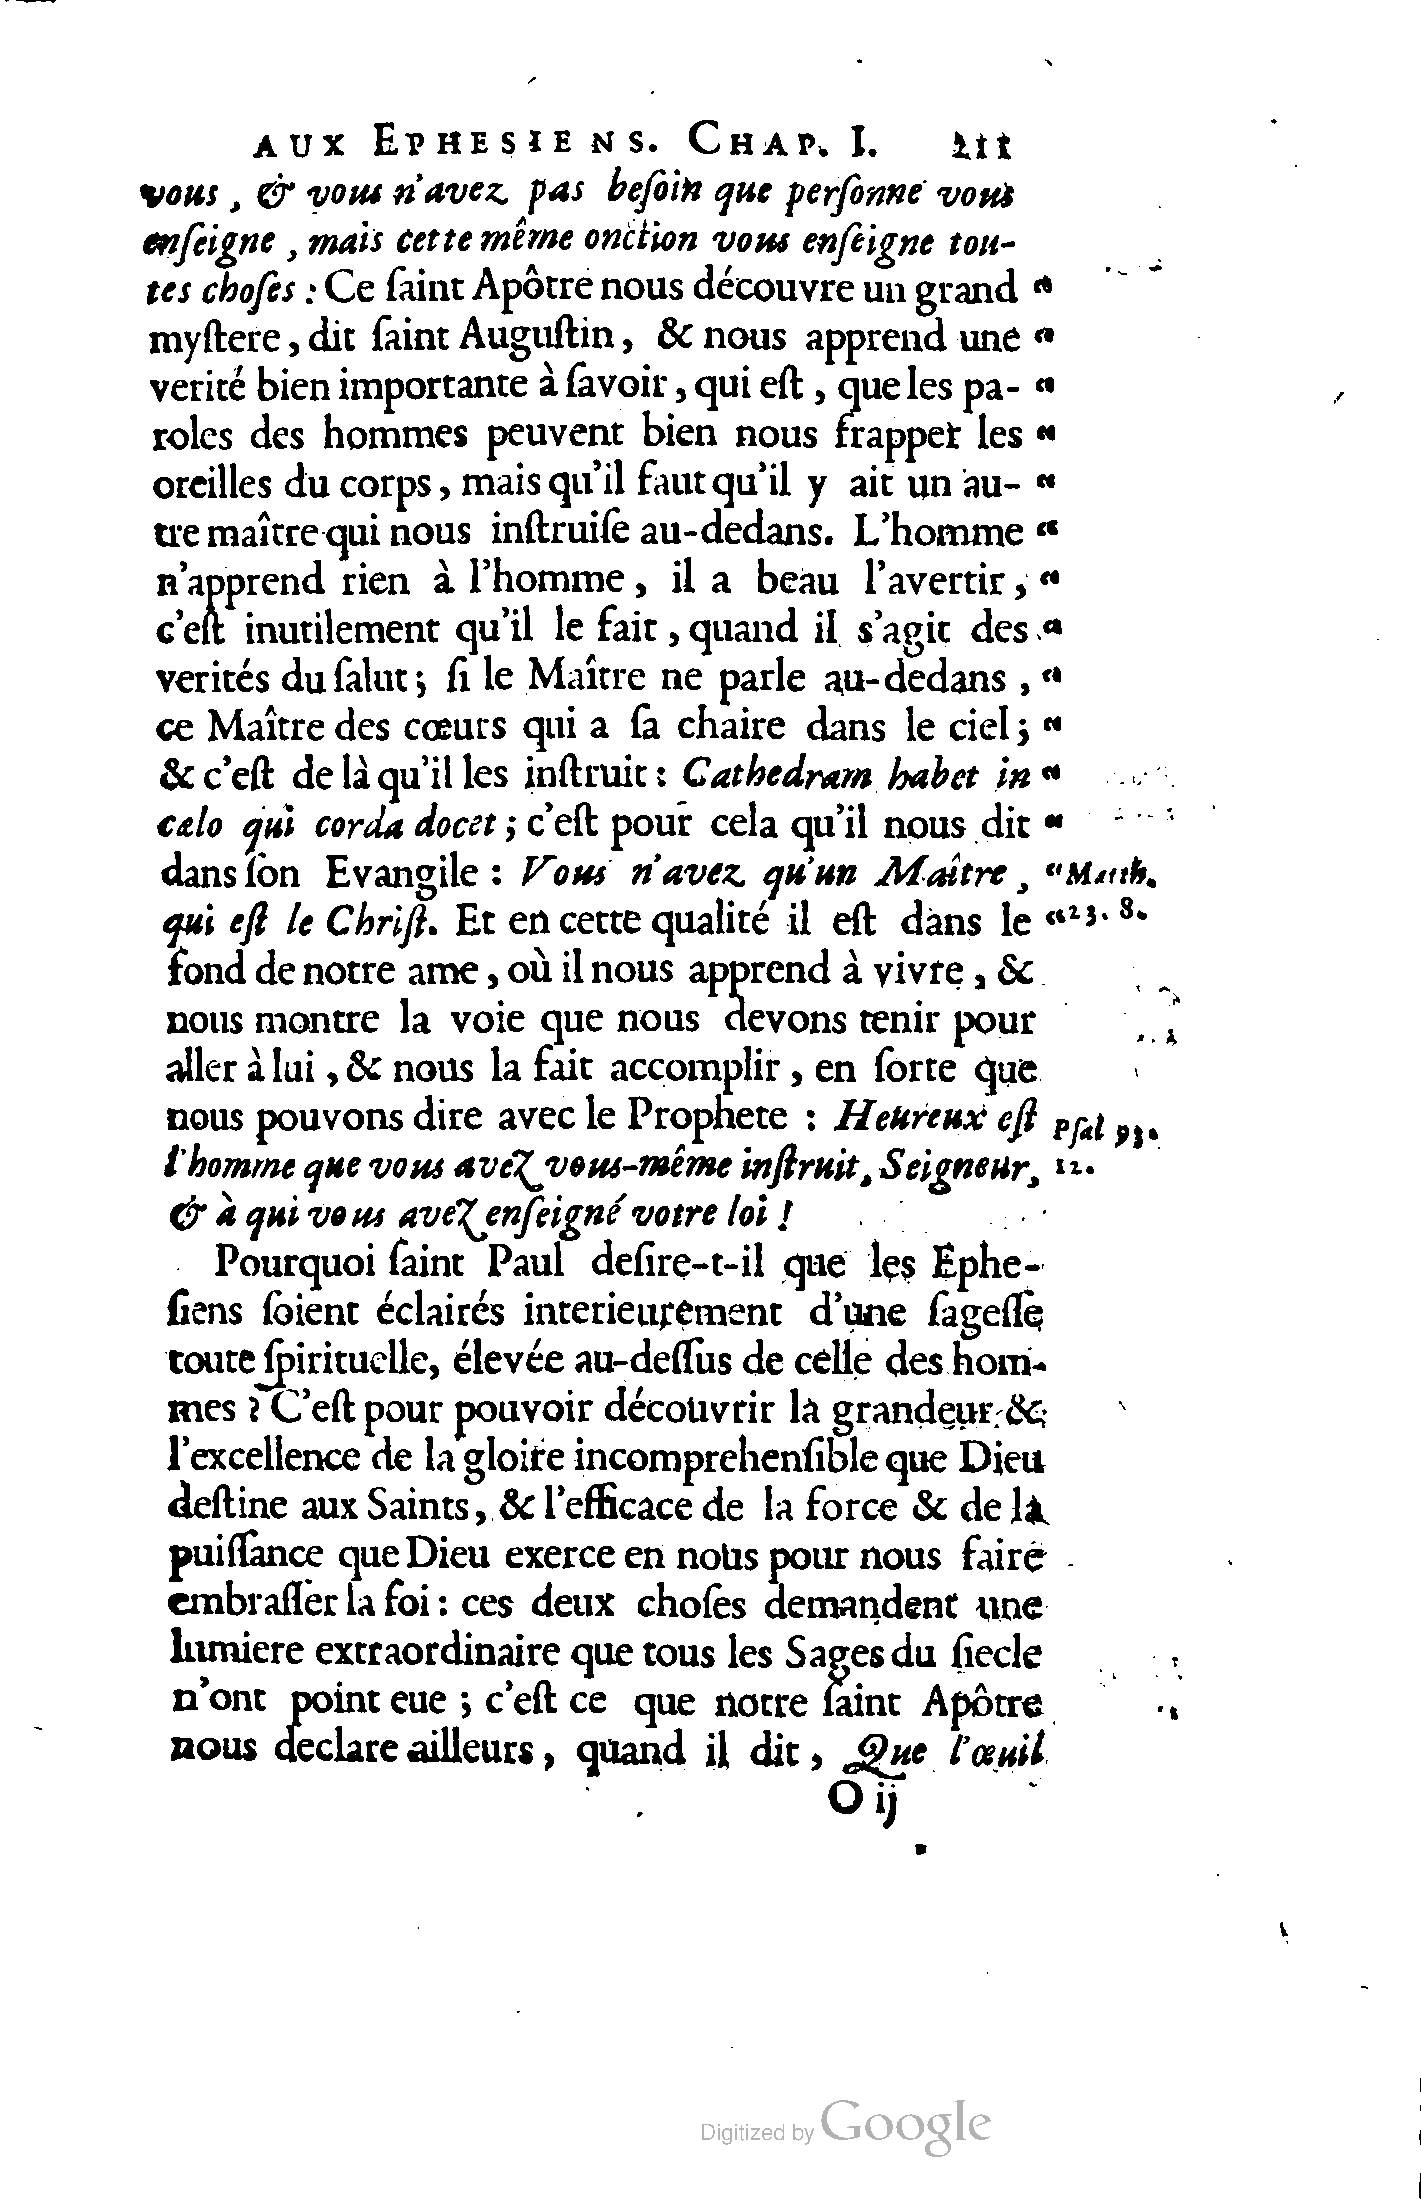 AUX EPHESIENS. CHAP. I. 211
vous, & vous n'avez pas beſoin que perſonne vous
enſeigne, mais cette même onction vous enſeigne tou-
tes choſes : Ce ſaint Apôtre nous découvre un grand “
myſtere, dit ſaint Auguſtin, & nous apprend une “
verité bien importante à ſavoir, qui eſt, que les pa- “
roles des hommes peuvent bien nous frapper les “
oreilles du corps, mais qu'il faut qu'il y ait un au- “
tre maître qui nous inſtruiſe au-dedans. L'homme “
n'apprend rien à l'homme, il a beau l'avertir, “
c'eſt inutilement qu'il le fait, quand il s'agit des “
verités du ſalut; ſi le Maître ne parle au-dedans, “
ce Maître des cœurs qui a ſa chaire dans le ciel; “
& c'eſt de là qu'il les inſtruit : Cathedram habet in “
cælo qui corda docet; c'eſt pour cela qu'il nous dit “
dans ſon Evangile : Vous n'avez qu'un Maître, “ Matth.
qui eſt le Chriſt. Et en cette qualité il eſt dans le “ 23. 8.
fond de notre ame, où il nous apprend à vivre, &
nous montre la voie que nous devons tenir pour
aller à lui, & nous la fait accomplir, en ſorte que
nous pouvons dire avec le Prophete : Heureux eſt Pſal 93.
l'homme que vous avez vous-même inſtruit, Seigneur, 12.
& à qui vous avez enſeigné votre loi !
Pourquoi ſaint Paul deſire-t-il que les Ephe-
ſiens ſoient éclairés interieurement d'une ſageſſe
toute ſpirituelle, élevée au-deſſus de celle des hom-
mes ? C'eſt pour pouvoir découvrir la grandeur &
l'excellence de la gloire incomprehenſible que Dieu
deſtine aux Saints, & l'efficace de la force & de la
puiſſance que Dieu exerce en nous pour nous faire
embraſſer la foi : ces deux choſes demandent une
lumiere extraordinaire que tous les Sages du ſiecle
n'ont point eue ; c'eſt ce que notre ſaint Apôtre
nous declare ailleurs, quand il dit, Que l'œuil
O ij
Digitized by Google